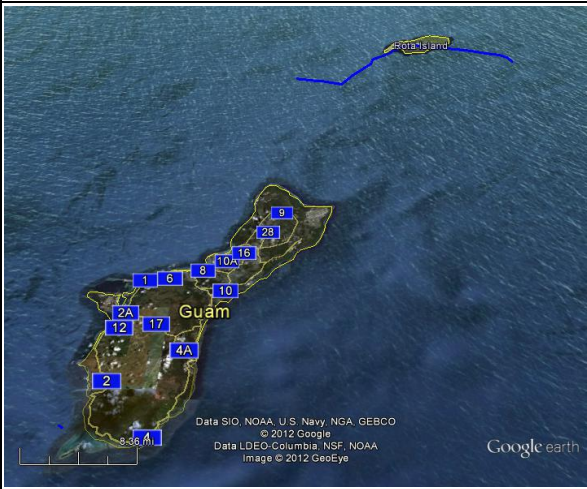 Rota Island
9
28
16
10A
8
6
1
10
Guam
2A
12
17
4A
2
4
8.36 mi
Data SIO, NOAA, U.S. Navy, NGA, GEBCO
© 2012 Google
Data LDEO-Columbia, NSF, NOAA
Image © 2012 GeoEye
Google earth